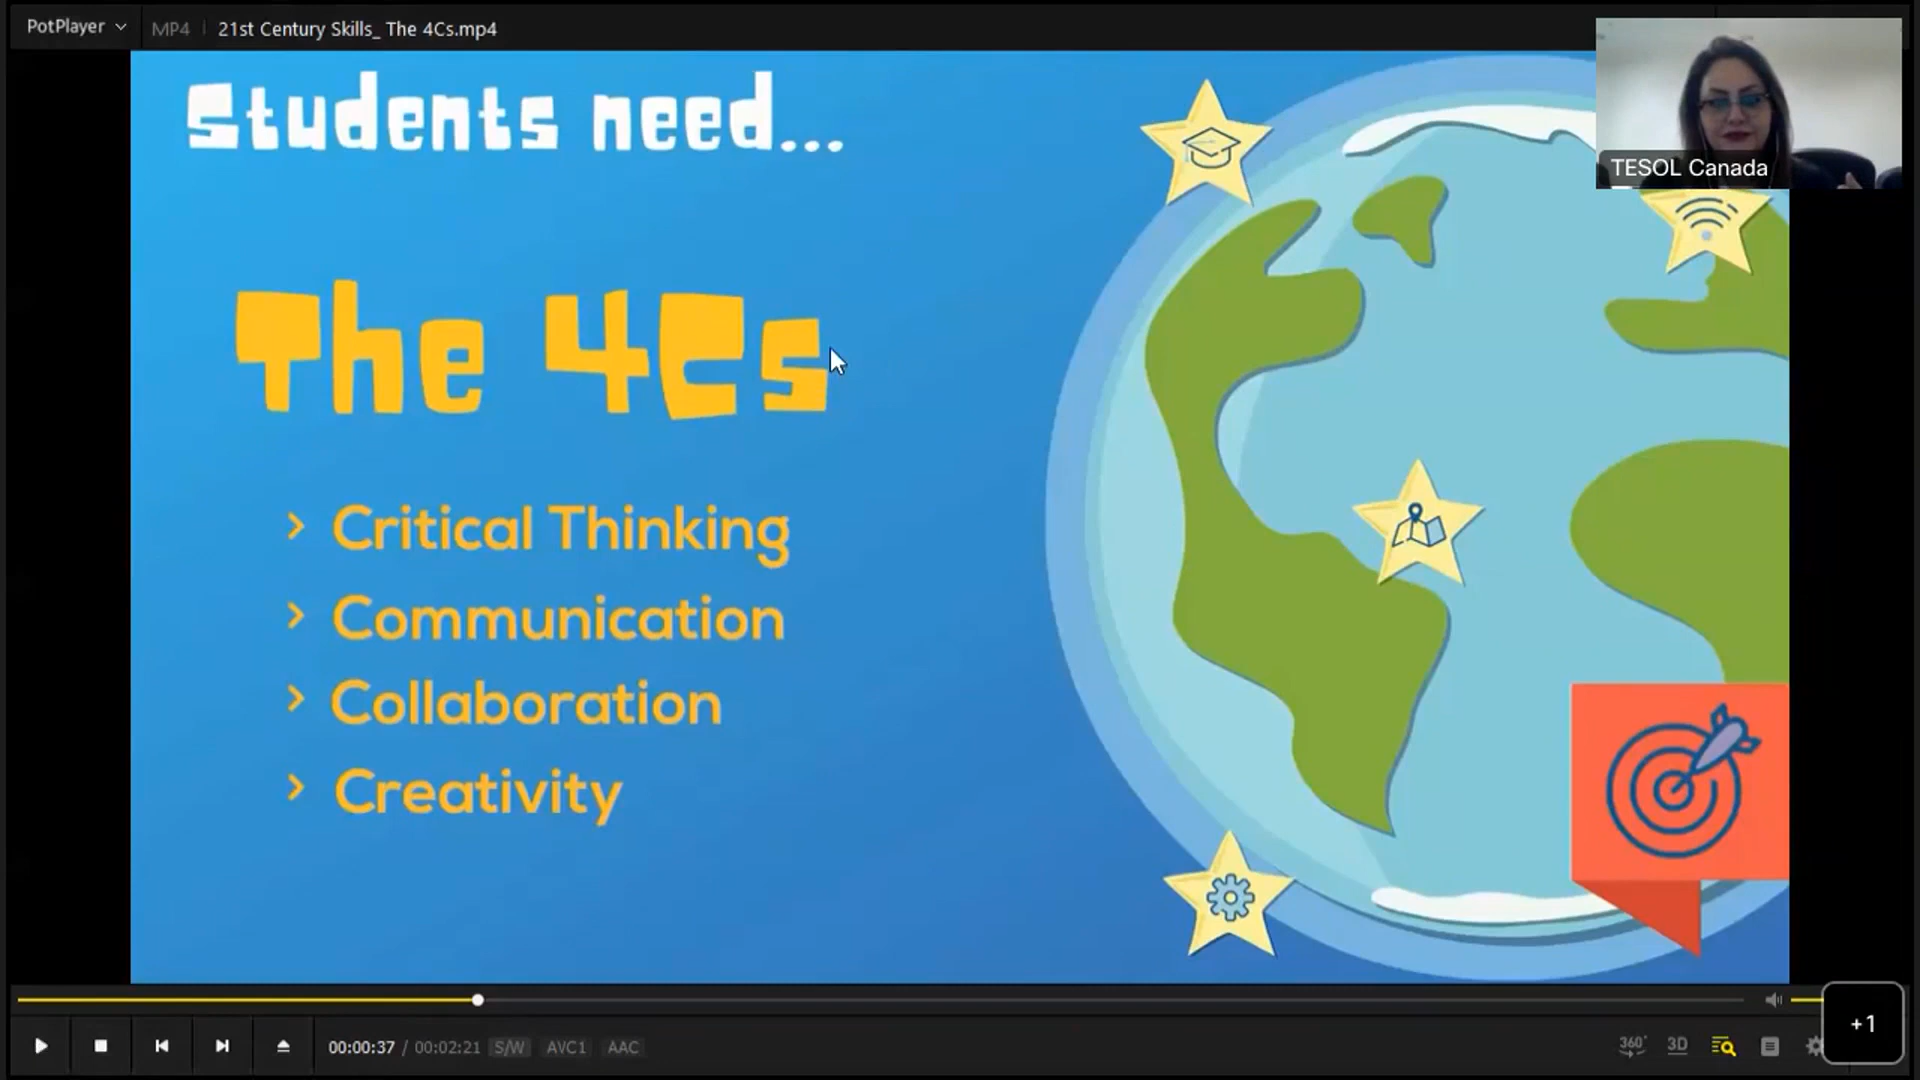 PotPlayer
MP4
21st Century Skills_ The 4Cs.mp4
TESOL Canada
Students need...
The 4Cs
> Critical Thinking
> Communication
> Collaboration
> Creativity
00:00:37 / 00:02:21 S/W AVC1 AAC
360°
3D
+1